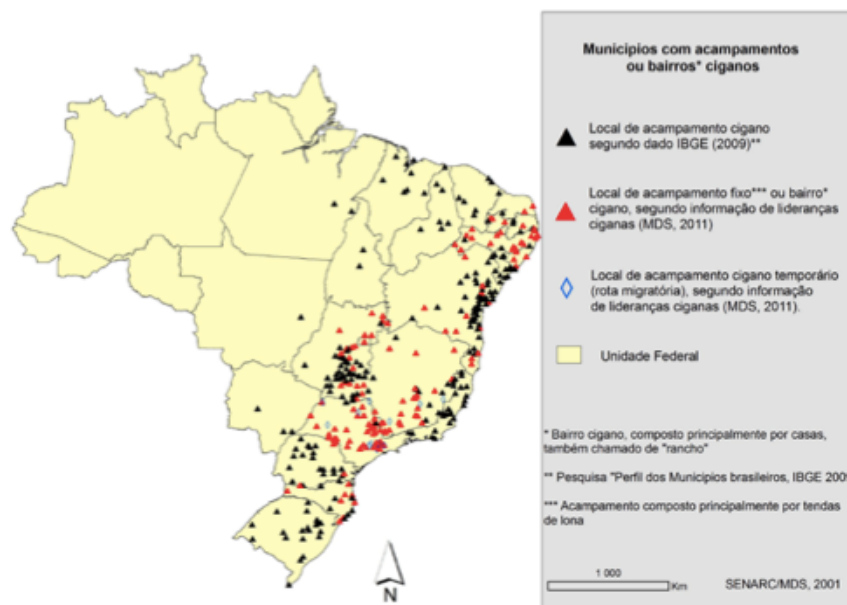 Municípios com acampamentos
ou bairros* ciganos
Local de acampamento cigano
segundo dado IBGE (2009)**
Local de acampamento fixo*** ou bairro*
cigano, segundo informação de lideranças
ciganas (MDS, 2011)
Local de acampamento cigano temporário
(rota migratória), segundo informação
de lideranças ciganas (MDS, 2011).
Unidade Federal
* Bairro cigano, composto principalmente por casas,
também chamado de "rancho"
** Pesquisa "Perfil dos Municipios brasileiros, IBGE 2009
*** Acampamento composto principalmente por tendas
de lona
1 000
Km
SENARC/MDS, 2001
N